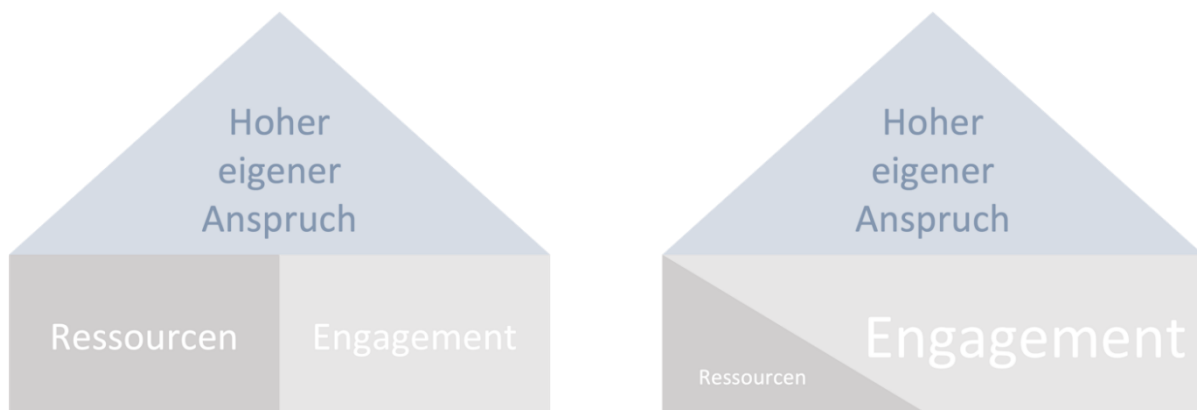 Hoher
eigener
Anspruch
Ressourcen
Engagement
Hoher
eigener
Anspruch
Engagement
Ressourcen